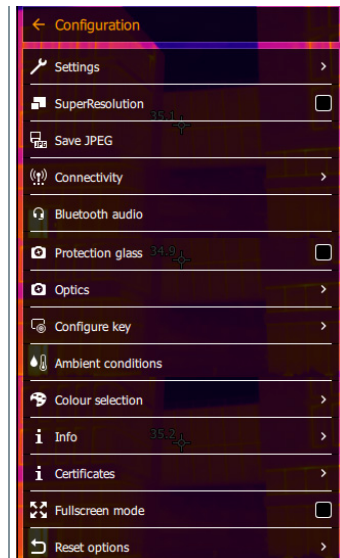 Configuration
Settings
SuperResolution
35.1
Save JPEG
Connectivity
Bluetooth audio
Protection glass
34.9
Optics
Configure key
Ambient conditions
Colour selection
Info
35.2
Certificates
Fullscreen mode
Reset options